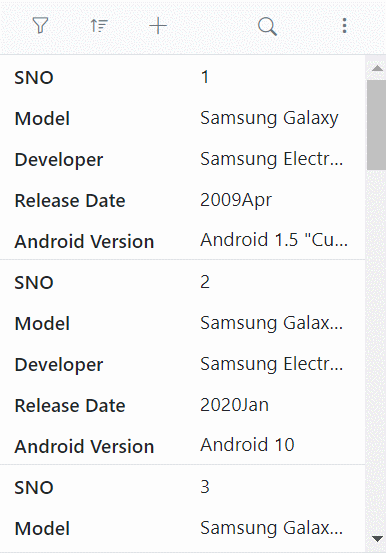 SNO 1
Model Samsung Galaxy
Developer Samsung Electr...
Release Date 2009Apr
Android Version Android 1.5 "Cu...
SNO 2
Model Samsung Galax...
Developer Samsung Electr...
Release Date 2020Jan
Android Version Android 10
SNO 3
Model Samsung Galax...